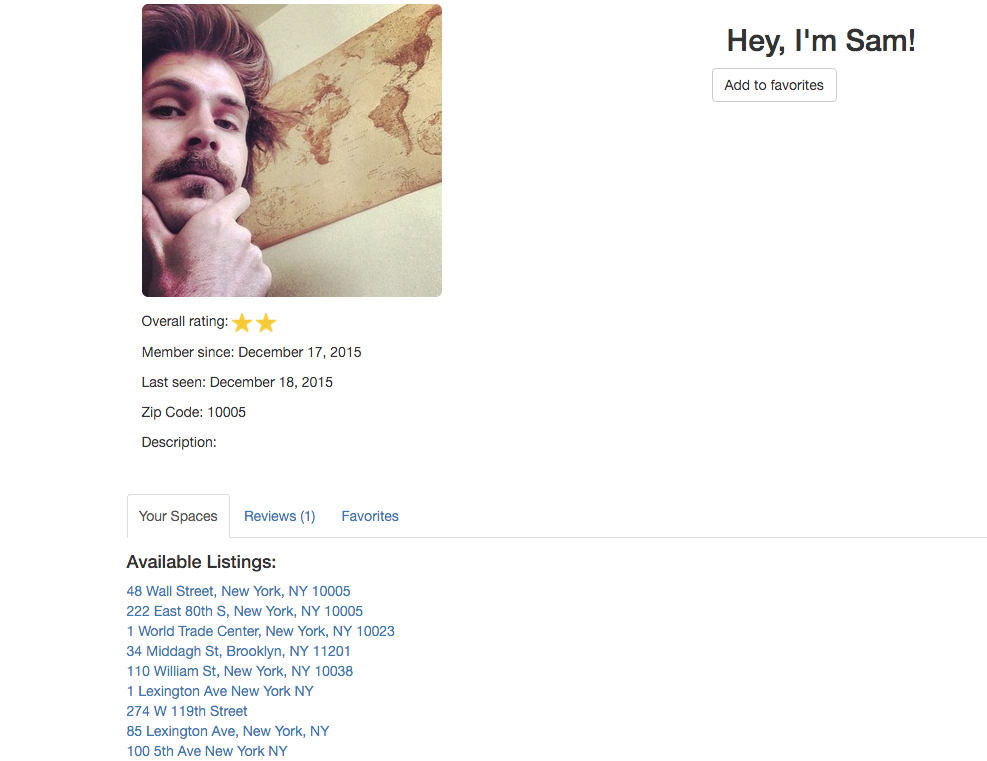 Hey, I'm Sam!
Add to favorites
Overall rating:
Member since: December 17, 2015
Last seen: December 18, 2015
Zip Code: 10005
Description:
Your Spaces Reviews (1) Favorites
Available Listings:
48 Wall Street, New York, NY 10005
222 East 80th S, New York, NY 10005
1 World Trade Center, New York, NY 10023
34 Middagh St, Brooklyn, NY 11201
110 William St, New York, NY 10038
1 Lexington Ave New York NY
274 W 119th Street
85 Lexington Ave, New York, NY
100 5th Ave New York NY